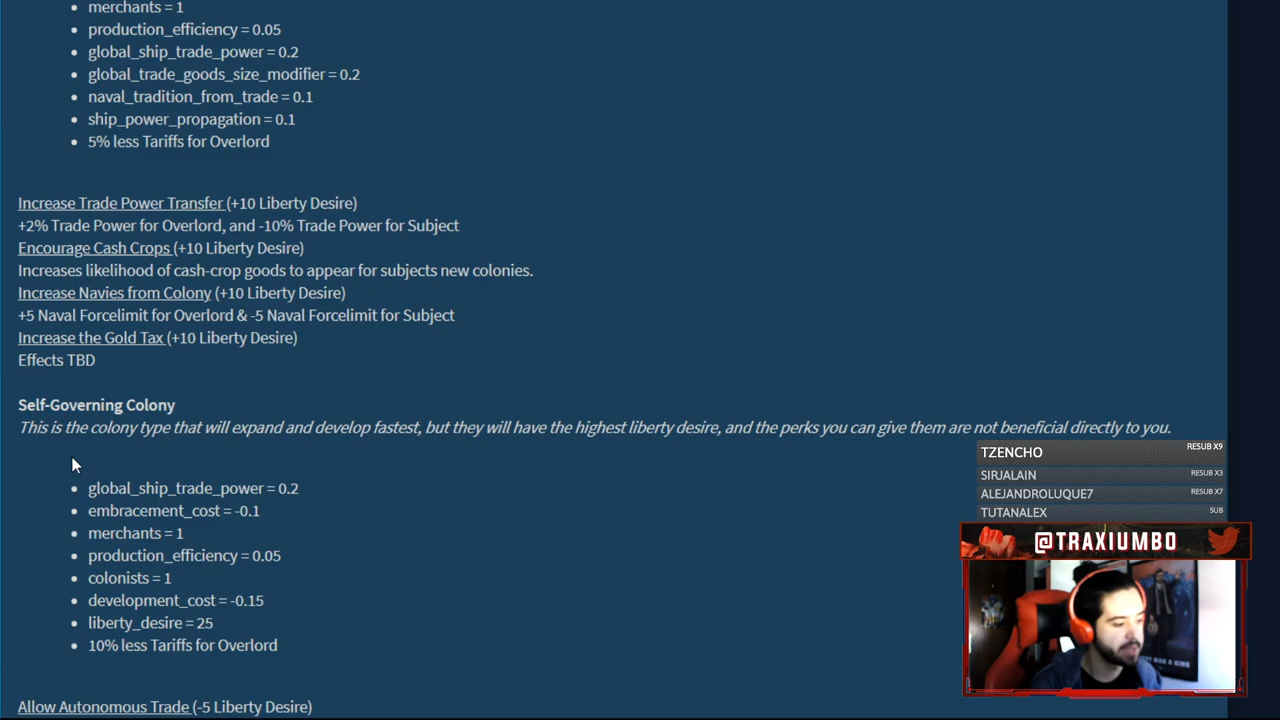 merchants = 1
production_efficiency = 0.05
global_ship_trade_power = 0.2
global_trade_goods_size_modifier = 0.2
naval_tradition_from_trade = 0.1
ship_power_propagation = 0.1
5% less Tariffs for Overlord
Increase Trade Power Transfer (+10 Liberty Desire)
+2% Trade Power for Overlord, and -10% Trade Power for Subject
Encourage Cash Crops (+10 Liberty Desire)
Increases likelihood of cash-crop goods to appear for subjects new colonies.
Increase Navies from Colony (+10 Liberty Desire)
+5 Naval Forcelimit for Overlord & -5 Naval Forcelimit for Subject
Increase the Gold Tax (+10 Liberty Desire)
Effects TBD
Self-Governing Colony
This is the colony type that will expand and develop fastest, but they will have the highest liberty desire, and the perks you can give them are not beneficial directly to you.
global_ship_trade_power = 0.2
embracement_cost = -0.1
merchants = 1
production_efficiency = 0.05
colonists = 1
development_cost = -0.15
liberty_desire = 25
10% less Tariffs for Overlord
Allow Autonomous Trade (-5 Liberty Desire)
TZENCHO RESUB X9
SIRJALAIN RESUB X3
ALEJANDROLUQUE7 RESUB X7
TUTANALEX SUB
@TRAXIUMBO